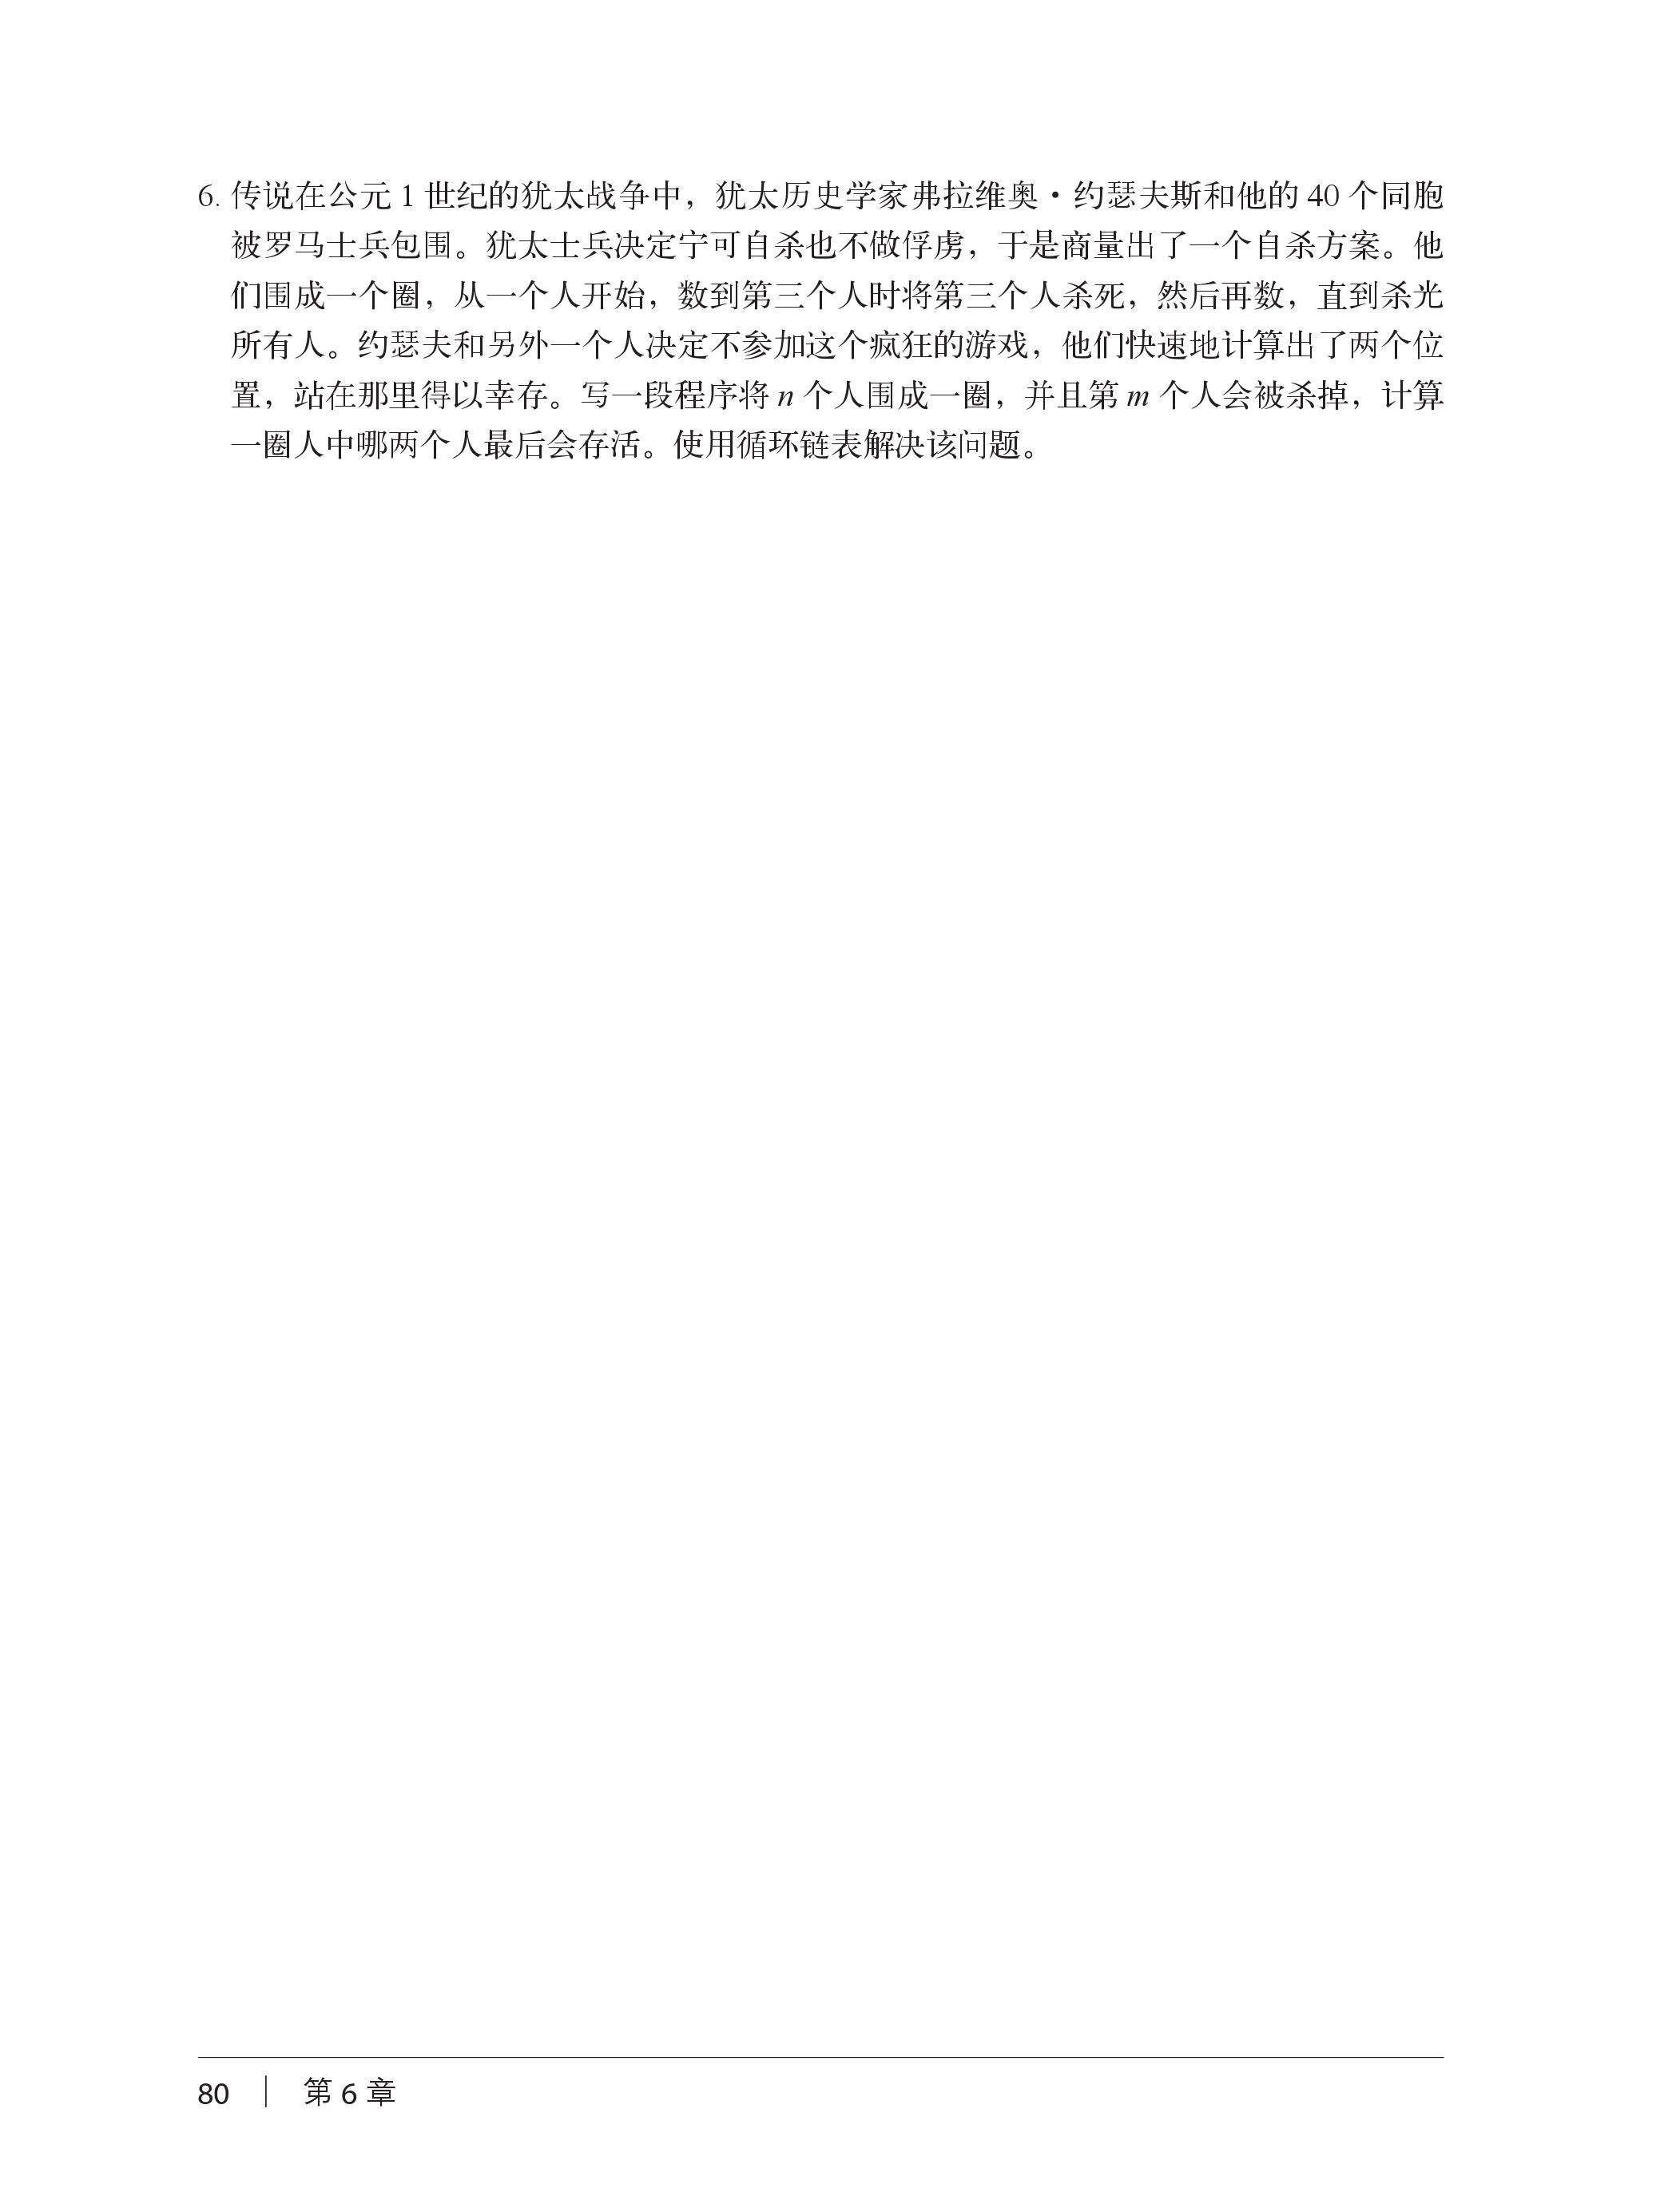 6. 传说在公元 1 世纪的犹太战争中，犹太历史学家弗拉维奥·约瑟夫斯和他的 40 个同胞
被罗马士兵包围。犹太士兵决定宁可自杀也不做俘虏，于是商量出了一个自杀方案。他
们围成一个圈，从一个人开始，数到第三个人时将第三个人杀死，然后再数，直到杀光
所有人。约瑟夫和另外一个人决定不参加这个疯狂的游戏，他们快速地计算出了两个位
置，站在那里得以幸存。写一段程序将 n 个人围成一圈，并且第 m 个人会被杀掉，计算
一圈人中哪两个人最后会存活。使用循环链表解决该问题。
80 | 第 6 章